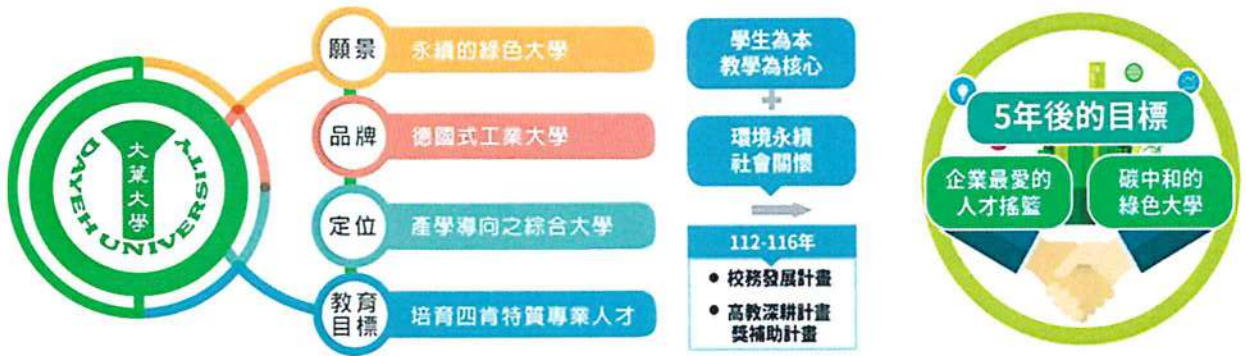 大葉大學
DAYEH UNIVERSITY
願景
永續的綠色大學
品牌
德國式工業大學
定位
產學導向之綜合大學
教育
目標
培育四肯特質專業人才
學生為本
教學為核心
+
環境永續
社會關懷
112-116年
• 校務發展計畫
• 高教深耕計畫
獎補助計畫
5年後的目標
企業最愛的
人才搖籃
碳中和的
綠色大學